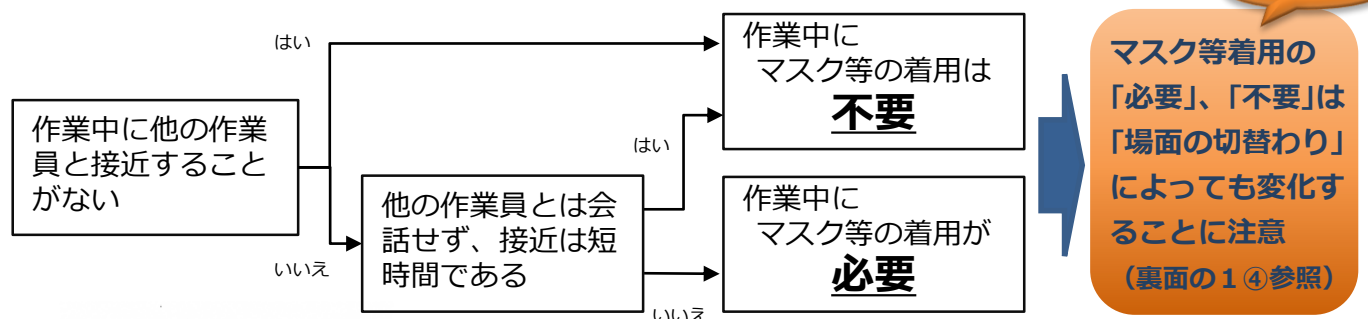 はい
作業中に他の作業
員と接近すること
がない
いいえ
他の作業員とは会
話せず、接近は短
時間である
はい
いいえ
作業中に
マスク等の着用は
不要
作業中に
マスク等の着用が
必要
マスク等着用の
「必要」、「不要」は
「場面の切替わり」
によっても変化す
ることに注意
（裏面の１④参照）